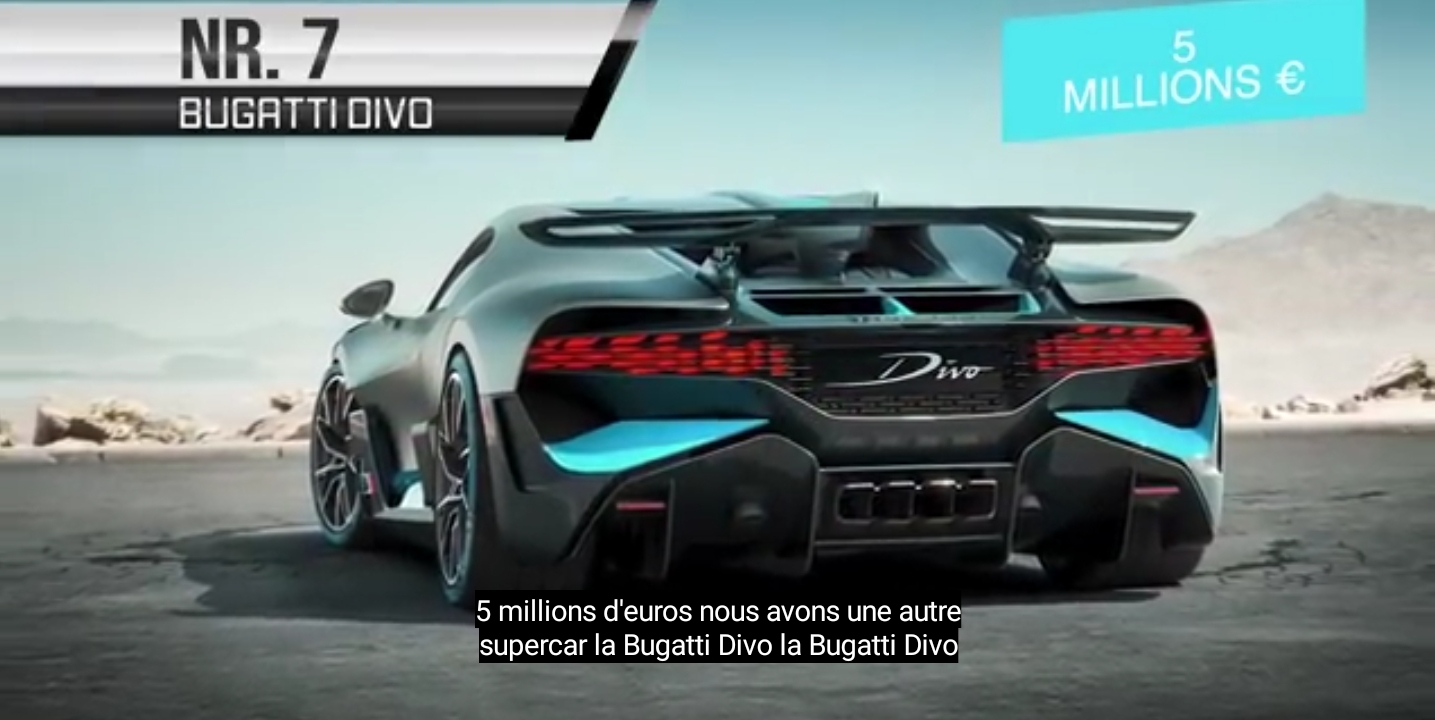 NR. 7
BUGATTI DIVO
5
MILLIONS €
Divo
5 millions d'euros nous avons une autre
supercar la Bugatti Divo la Bugatti Divo